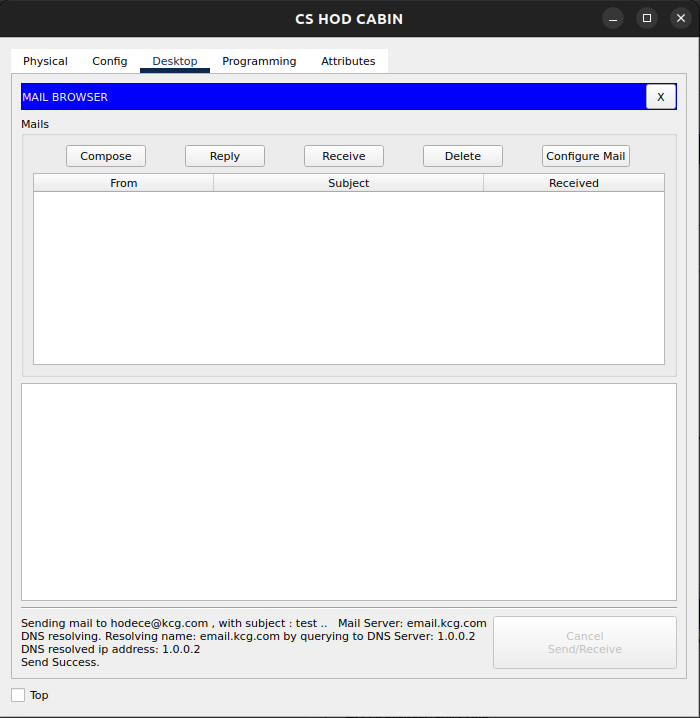 CS HOD CABIN
Physical Config Desktop Programming Attributes
MAIL BROWSER X
Mails
Compose Reply Receive Delete Configure Mail
From Subject Received
Sending mail to hodece@kcg.com , with subject : test .. Mail Server: email.kcg.com
DNS resolving. Resolving name: email.kcg.com by querying to DNS Server: 1.0.0.2
DNS resolved ip address: 1.0.0.2
Send Success.
Cancel
Send/Receive
Top